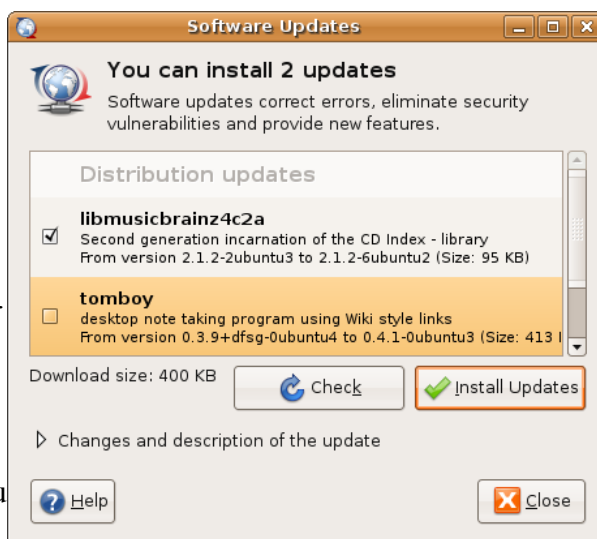 Software Updates
You can install 2 updates
Software updates correct errors, eliminate security
vulnerabilities and provide new features.
Distribution updates
libmusicbrainz4c2a
Second generation incarnation of the CD Index - library
From version 2.1.2-2ubuntu3 to 2.1.2-6ubuntu2 (Size: 95 KB)
tomboy
desktop note taking program using Wiki style links
From version 0.3.9+dfsg-0ubuntu4 to 0.4.1-0ubuntu3 (Size: 413
Download size: 400 KB
Check
Install Updates
Changes and description of the update
Help
Close